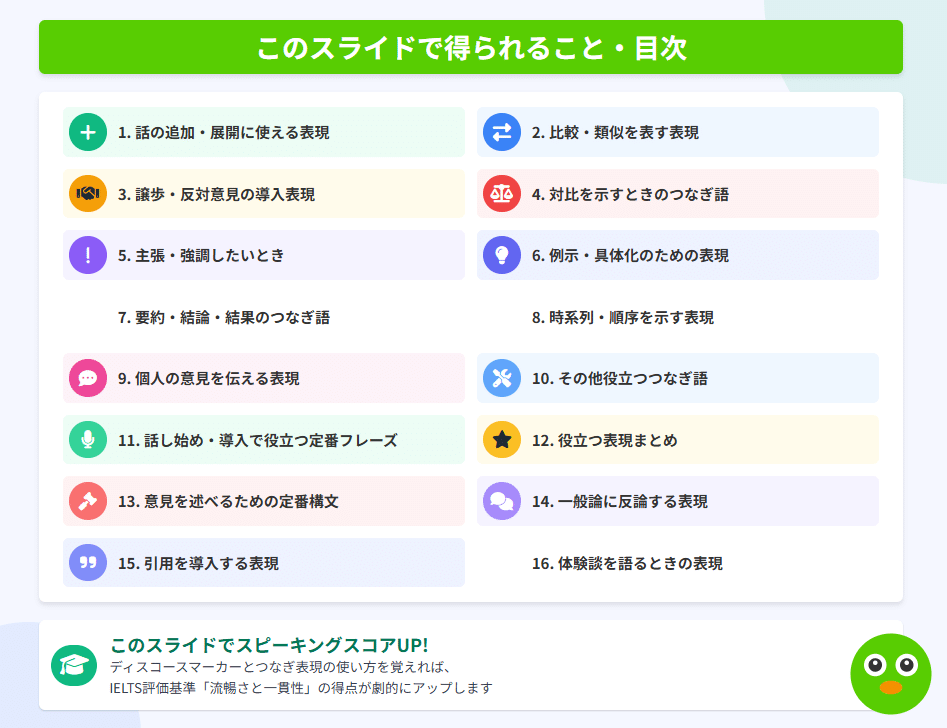 このスライドで得られること・目次
1. 話の追加・展開に使える表現
2. 比較・類似を表す表現
3. 譲歩・反対意見の導入表現
4. 対比を示すときのつなぎ語
5. 主張・強調したいとき
6. 例示・具体化のための表現
7. 要約・結論・結果のつなぎ語
8. 時系列・順序を示す表現
9. 個人の意見を伝える表現
10. その他役立つつなぎ語
11. 話し始め・導入で役立つ定番フレーズ
12. 役立つ表現まとめ
13. 意見を述べるための定番構文
14. 一般論に反論する表現
15. 引用を導入する表現
16. 体験談を語るときの表現
このスライドでスピーキングスコアUP!
ディスコースマーカーとつなぎ表現の使い方を覚えれば、
IELTS評価基準「流暢さと一貫性」の得点が劇的にアップします